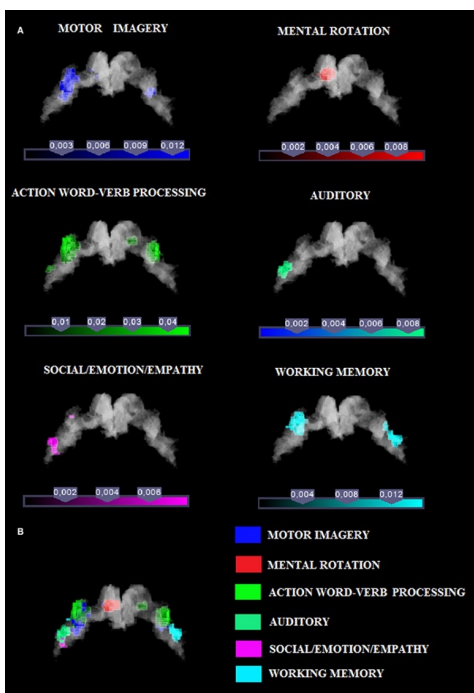 A
MOTOR IMAGERY
MENTAL ROTATION
0,003 0,006 0,009 0,012
0,002 0,004 0,006 0,008
ACTION WORD-VERB PROCESSING
AUDITORY
0,01 0,02 0,03 0,04
0,002 0,004 0,006 0,008
SOCIAL/EMOTION/EMPATHY
WORKING MEMORY
0,002 0,004 0,006
0,004 0,008 0,012
B
MOTOR IMAGERY
MENTAL ROTATION
ACTION WORD-VERB PROCESSING
AUDITORY
SOCIAL/EMOTION/EMPATHY
WORKING MEMORY